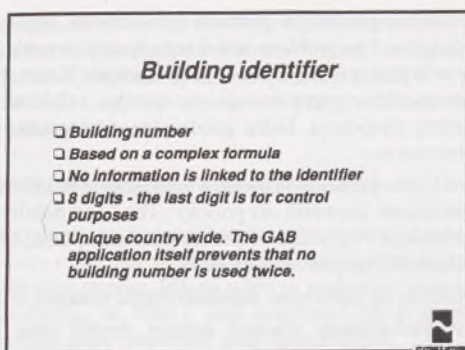 Building identifier
❑ Building number
❑ Based on a complex formula
❑ No information is linked to the identifier
❑ 8 digits - the last digit is for control
purposes
❑ Unique country wide. The GAB
application itself prevents that no
building number is used twice.